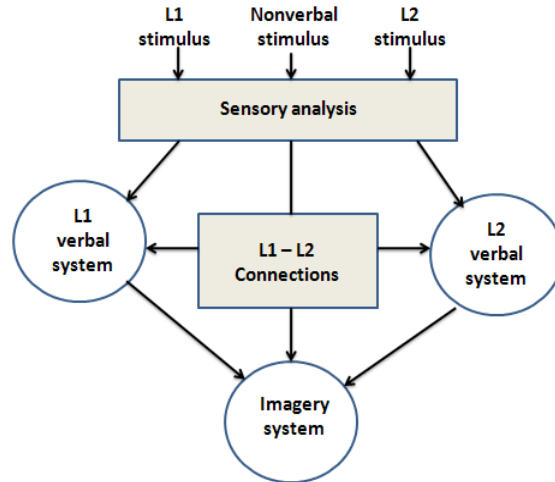 L1
stimulus
Nonverbal
stimulus
L2
stimulus
Sensory analysis
L1
verbal
system
L1 – L2
Connections
L2
verbal
system
Imagery
system